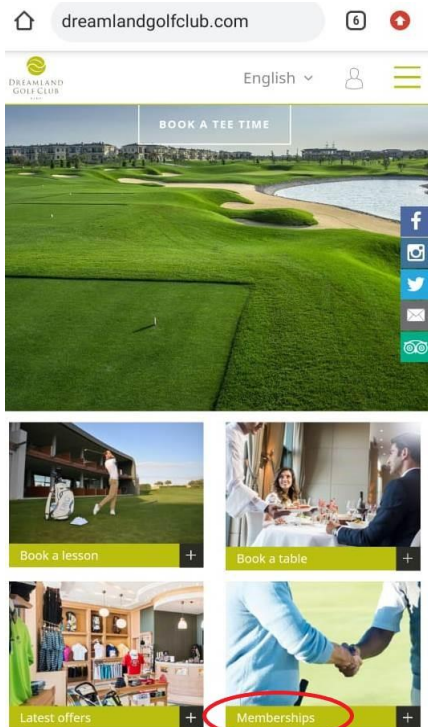 dreamlandgolfclub.com
6
DREAMLAND
GOLF CLUB
English
BOOK A TEE TIME
Book a lesson
Book a table
Latest offers
Memberships